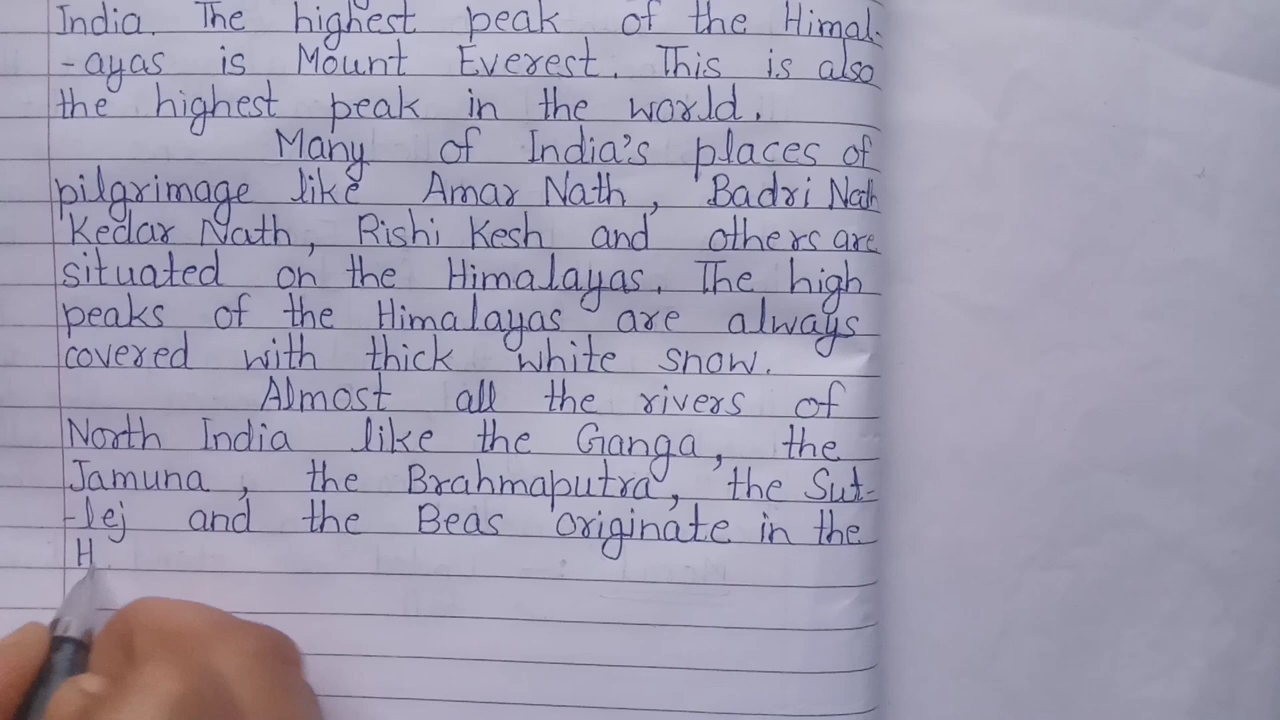 India. The highest peak of the Himal-
-ayas is Mount Everest. This is also
the highest peak in the world.
Many of India's places of
pilgrimage like Amar Nath, Badri Nath
Kedar Nath, Rishi Kesh and others are
situated on the Himalayas. The high
peaks of the Himalayas are always
covered with thick white snow.
Almost all the rivers of
North India like the Ganga, the
Jamuna, the Brahmaputra, the Sut-
-lej and the Beas originate in the
H